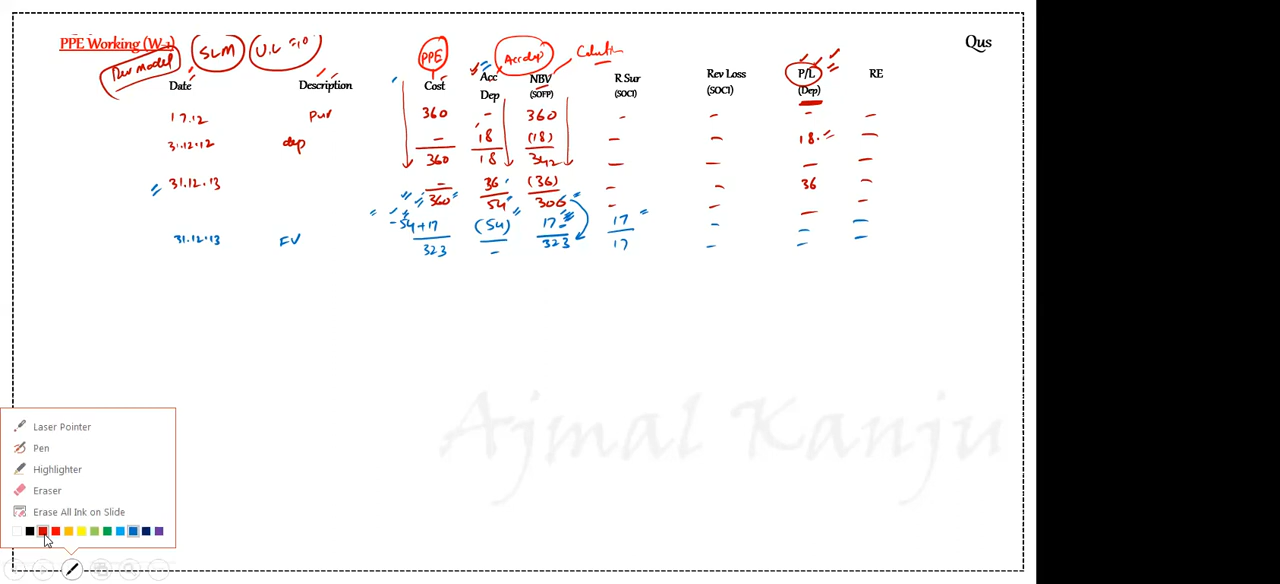 PPE Working (W-1)
Rev model SLM U.L = 10
Qus
PPE Acc dep
Date Description Cost Acc Dep NBV (SOFP) R Sur (SOCI) Rev Loss (SOCI) P/L (Dep) RE
1.7.12 pur 360 - 360 - - - -
31.12.12 dep - 18 (18) - - 18 -
360 18 342 - - - -
31.12.13 - 36 (36) - - 36 -
360 54 306 - - - -
31.12.13 FV -54+17 (54) 17 17 - - -
323 - 323 17 - - -
Ajmal Kanju
Laser Pointer
Pen
Highlighter
Eraser
Erase All Ink on Slide